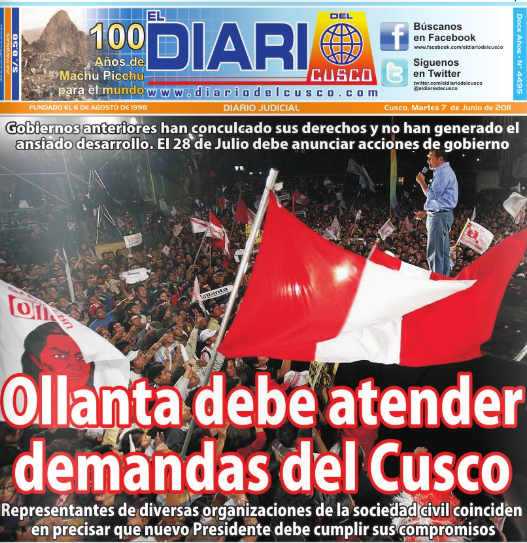 S/. 0.50
100
Años de
Machu Picchu
para el mundo
EL DIARIO DEL CUSCO
www.diariodelcusco.com
Búscanos
en Facebook
www.facebook.com/eldiariodelcusco
Síguenos
en Twitter
twitter.com/eldiariodecusco
@eldiariodecusco
Doce Años - N° 4495
FUNDADO EL 6 DE AGOSTO DE 1998
DIARIO JUDICIAL
Cusco, Martes 7 de Junio de 2011
Gobiernos anteriores han conculcado sus derechos y no han generado el
ansiado desarrollo. El 28 de Julio debe anunciar acciones de gobierno
Ollanta
Ollanta
Ollanta debe atender
demandas del Cusco
Representantes de diversas organizaciones de la sociedad civil coinciden
en precisar que nuevo Presidente debe cumplir sus compromisos